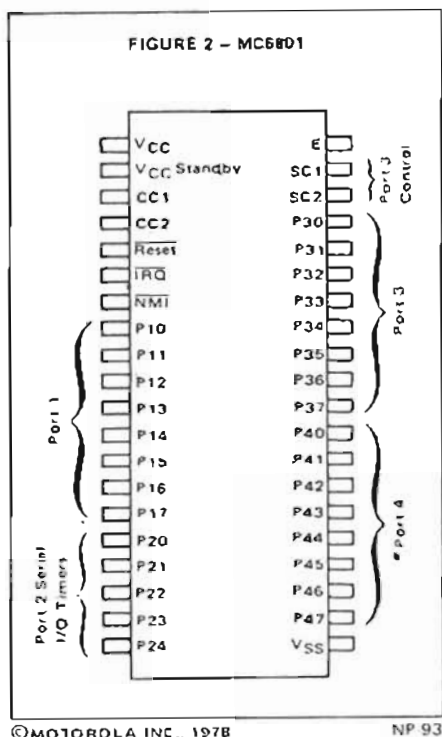 FIGURE 2 – MC6801
VCC
VCC Standby
CC1
CC2
Reset
IRQ
NMI
P10
P11
P12
P13
P14
P15
P16
P17
P20
P21
P22
P23
P24
E
SC1
SC2
P30
P31
P32
P33
P34
P35
P36
P37
P40
P41
P42
P43
P44
P45
P46
P47
VSS
Port 1
Port 2 Serial
I/O Timers
Port 3
Control
Port 3
*Port 4
©MOTOROLA INC., 1978
NP-93